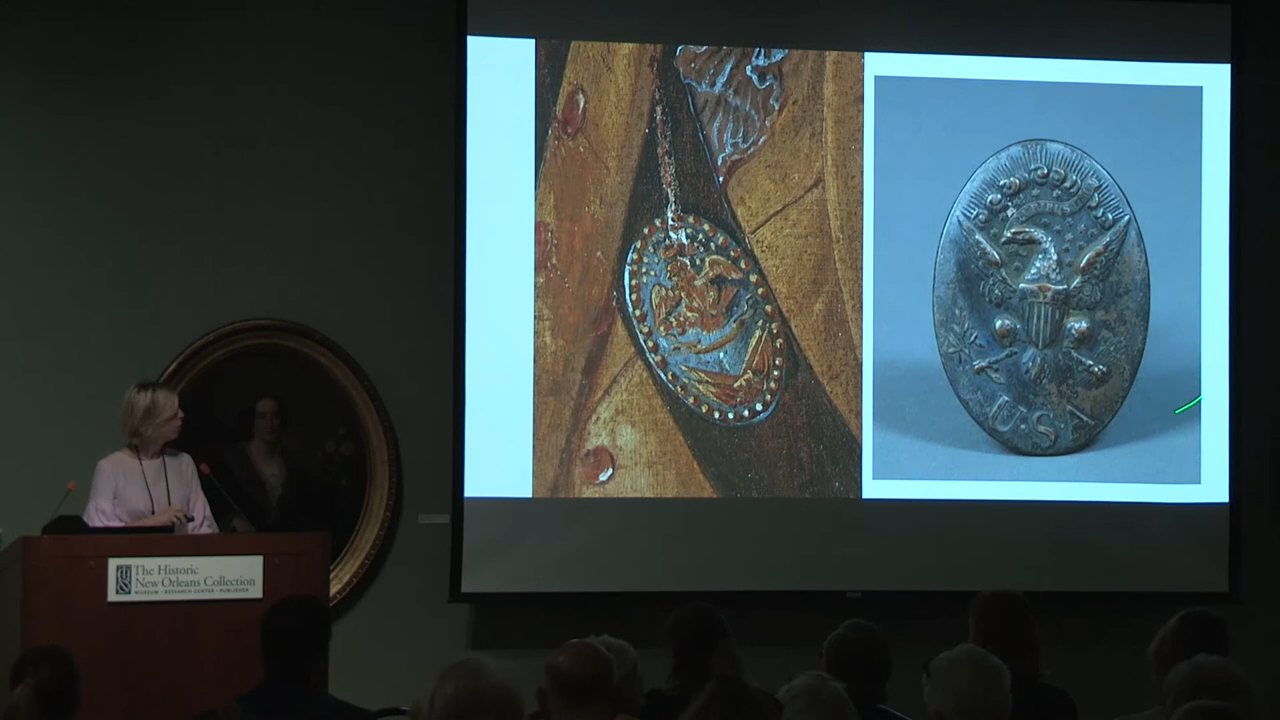 The Historic
New Orleans Collection
MUSEUM • RESEARCH CENTER • PUBLISHER
U·S·A